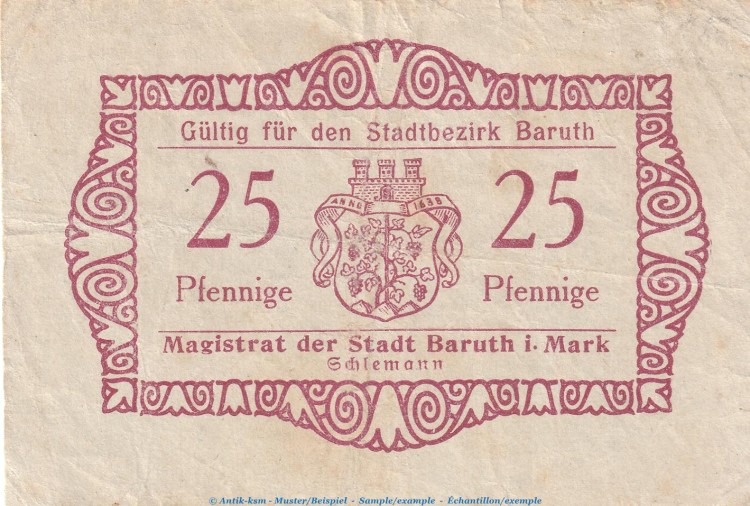 Gültig für den Stadtbezirk Baruth
25 25
ANNO 1638
Pfennige Pfennige
Magistrat der Stadt Baruth i. Mark
Schlemann
© Antik-ksm - Muster/Beispiel - Sample/example - Échantillon/exemple